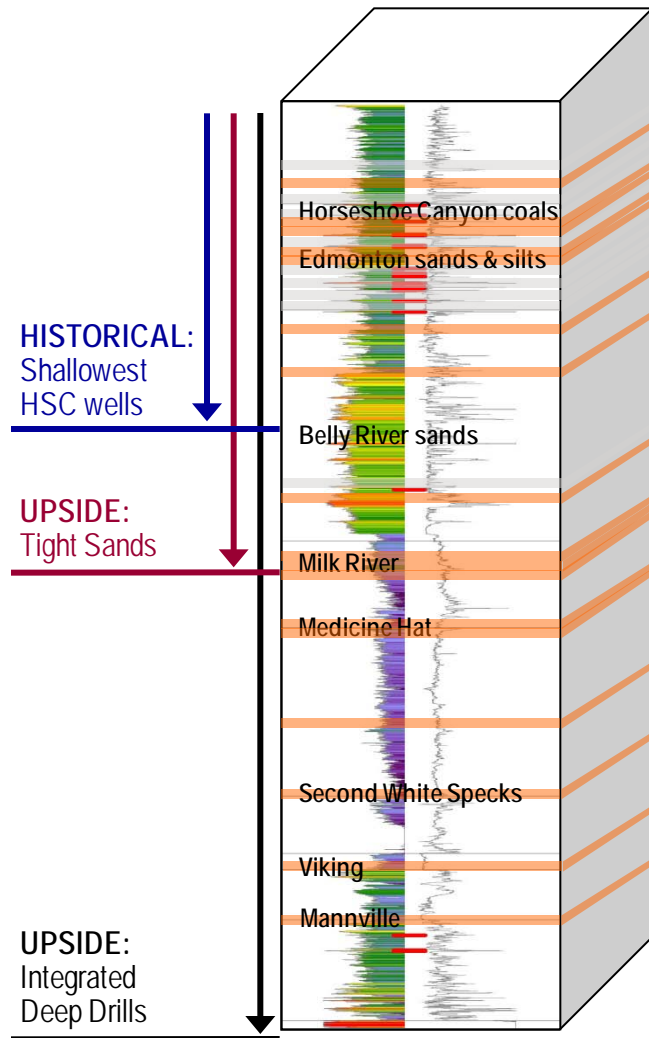 Horseshoe Canyon coals
Edmonton sands & silts
HISTORICAL:
Shallowest
HSC wells
Belly River sands
UPSIDE:
Tight Sands
Milk River
Medicine Hat
Second White Specks
Viking
Mannville
UPSIDE:
Integrated
Deep Drills